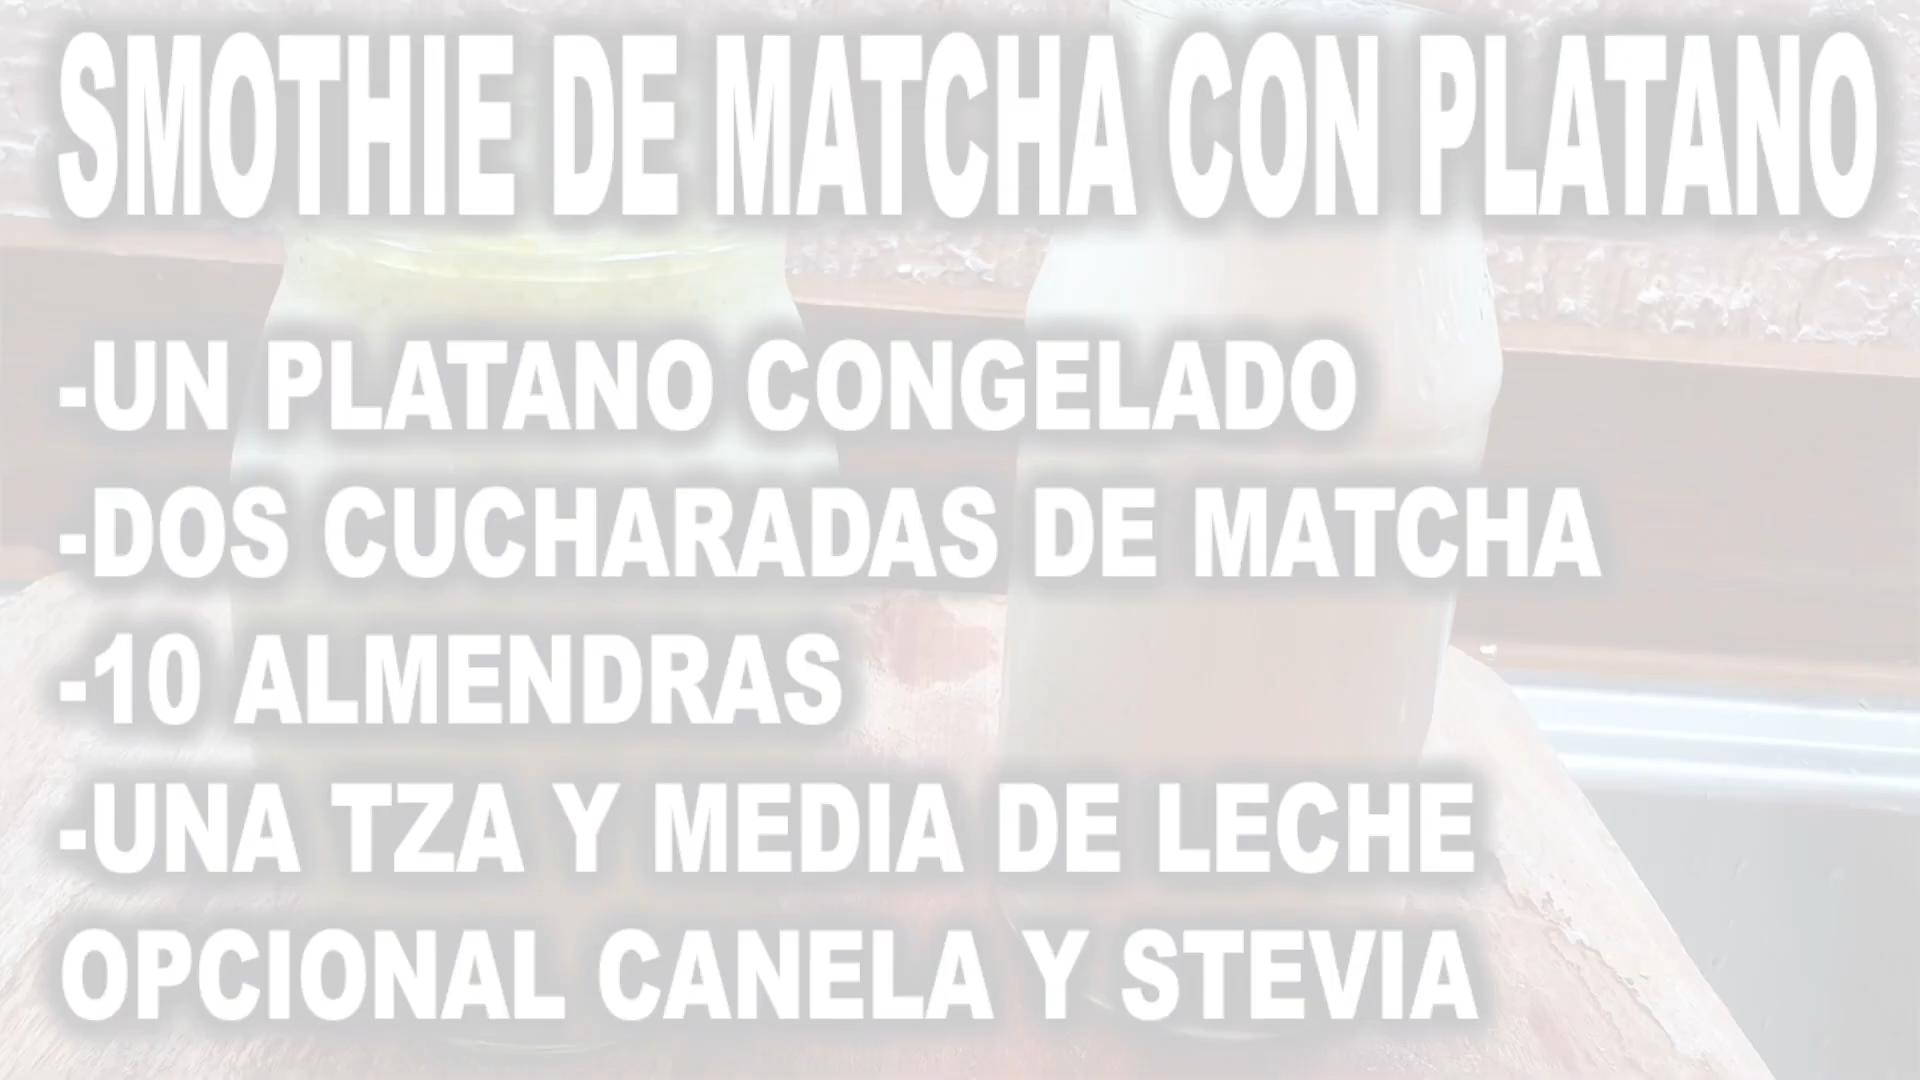 SMOTHIE DE MATCHA CON PLATANO
-UN PLATANO CONGELADO
-DOS CUCHARADAS DE MATCHA
-10 ALMENDRAS
-UNA TZA Y MEDIA DE LECHE
OPCIONAL CANELA Y STEVIA